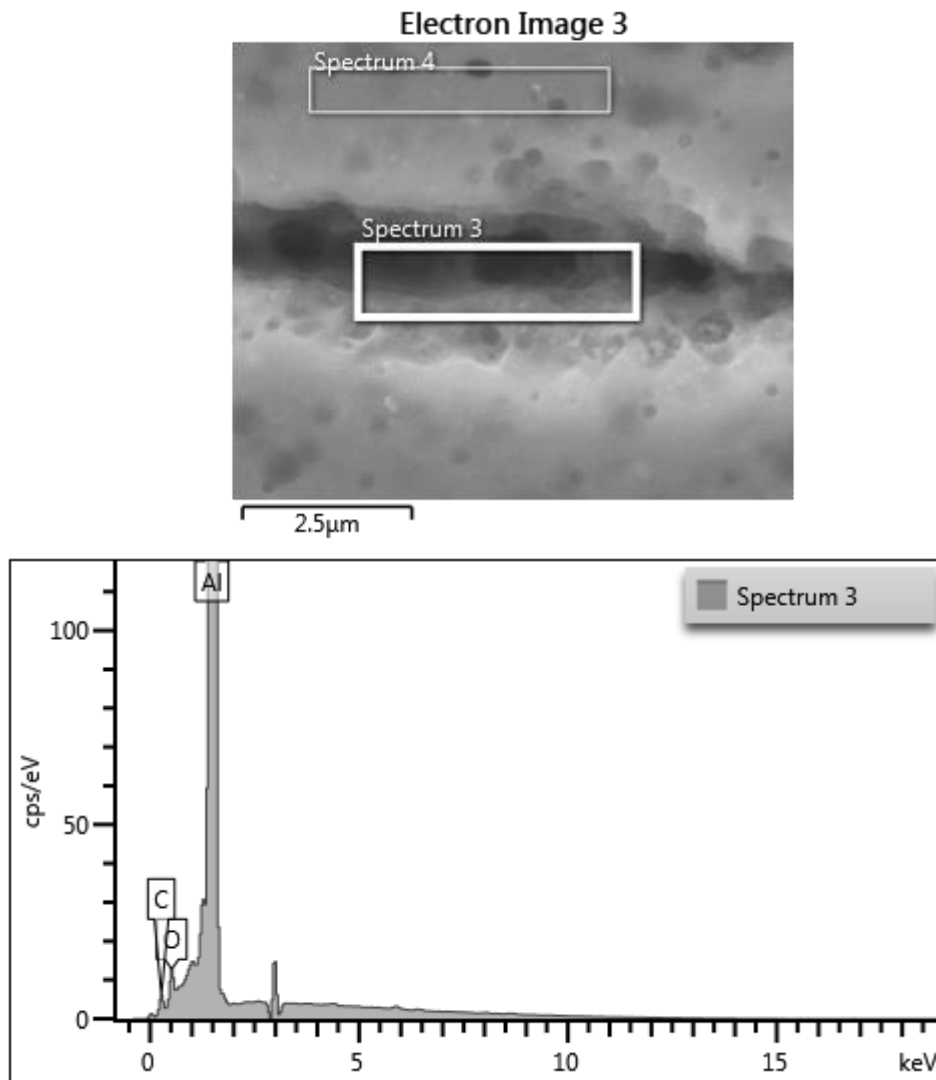 Electron Image 3
Spectrum 4
Spectrum 3
2.5µm
Al
Spectrum 3
100
cps/eV
50
C
O
0
0
5
10
15
keV